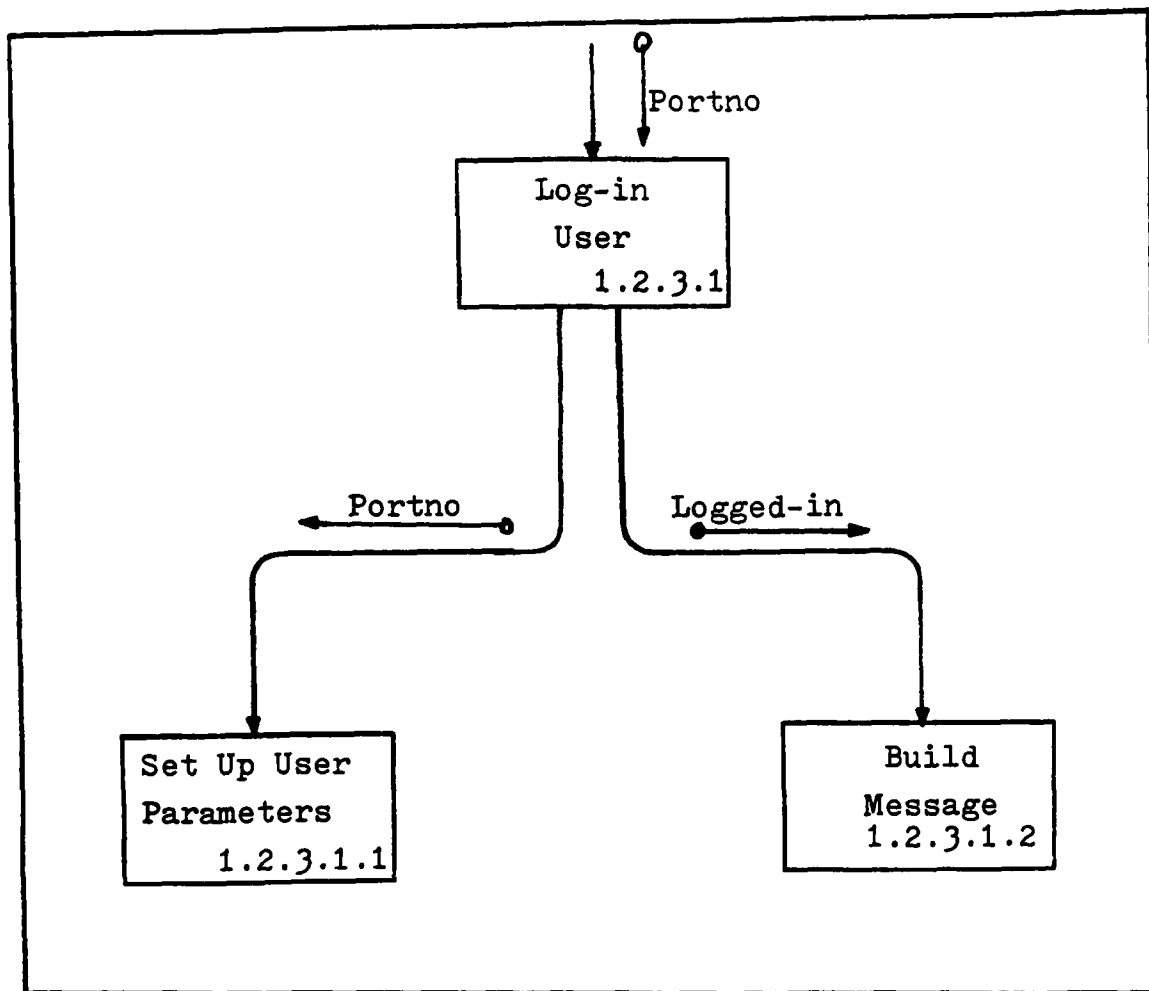 Portno
Log-in
User
1.2.3.1
Portno
Logged-in
Set Up User
Parameters
1.2.3.1.1
Build
Message
1.2.3.1.2